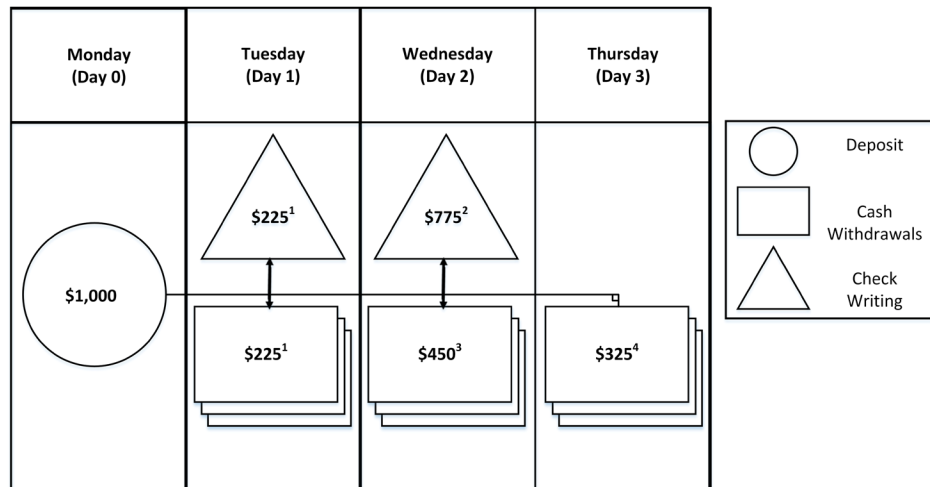 Monday
(Day 0)
Tuesday
(Day 1)
Wednesday
(Day 2)
Thursday
(Day 3)
$1,000
$225¹
$775²
$225¹
$450³
$325⁴
Deposit
Cash
Withdrawals
Check
Writing